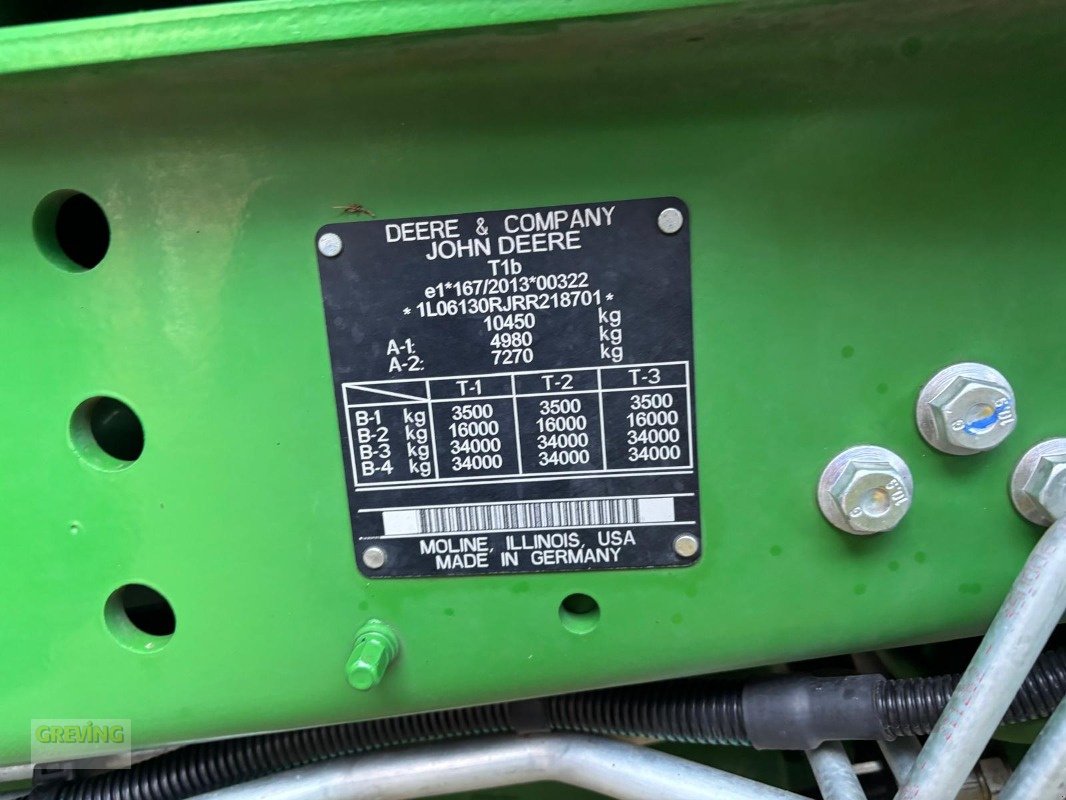 DEERE & COMPANY
JOHN DEERE
T1b
e1*167/2013*00322
*1L06130RJRR218701*
10450 kg
A-1: 4980 kg
A-2: 7270 kg
T-1 T-2 T-3
B-1 kg 3500 3500 3500
B-2 kg 16000 16000 16000
B-3 kg 34000 34000 34000
B-4 kg 34000 34000 34000
MOLINE, ILLINOIS, USA
MADE IN GERMANY
10.9
GREVING